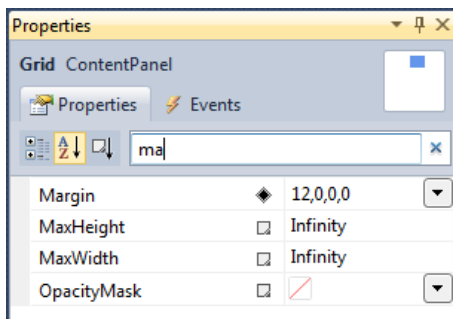 Properties
Grid ContentPanel
Properties Events
ma
Margin 12,0,0,0
MaxHeight Infinity
MaxWidth Infinity
OpacityMask